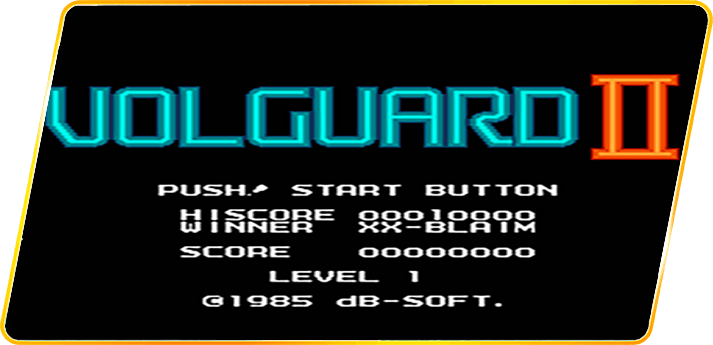 VOLGUARD II
PUSH! START BUTTON
HISCORE 00010000
WINNER XX-BLAIM
SCORE 00000000
LEVEL 1
©1985 dB-SOFT.